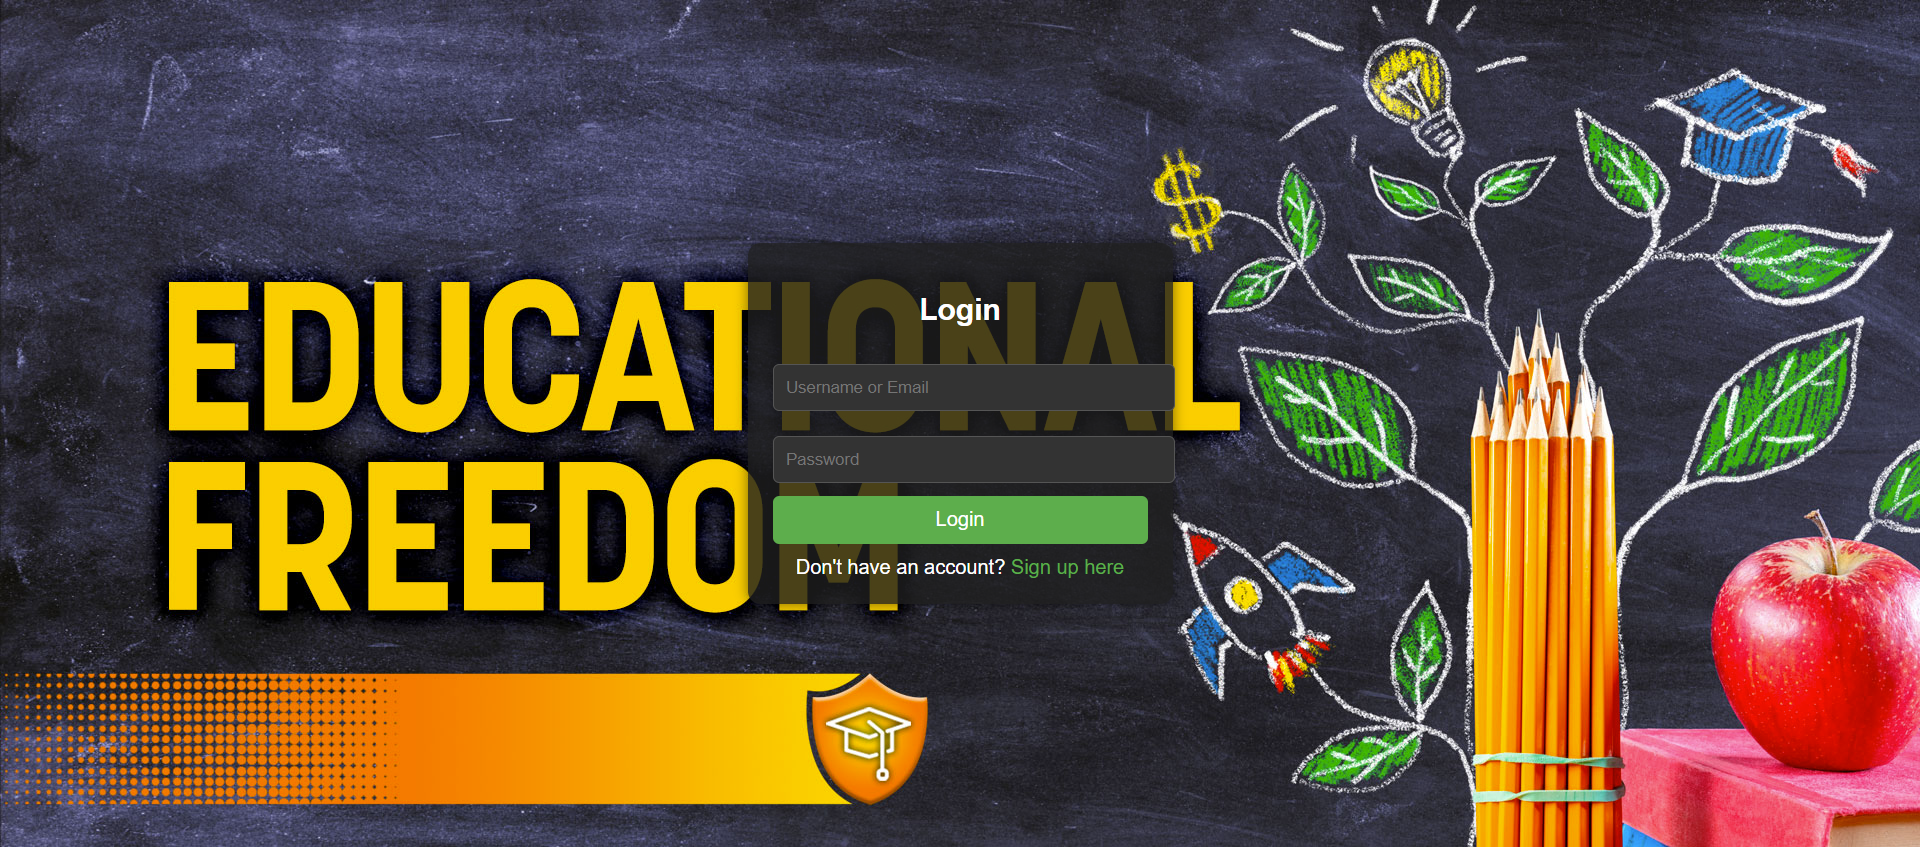 EDUCATIONAL
FREEDOM
Login
Username or Email
Password
Login
Don't have an account? Sign up here
$